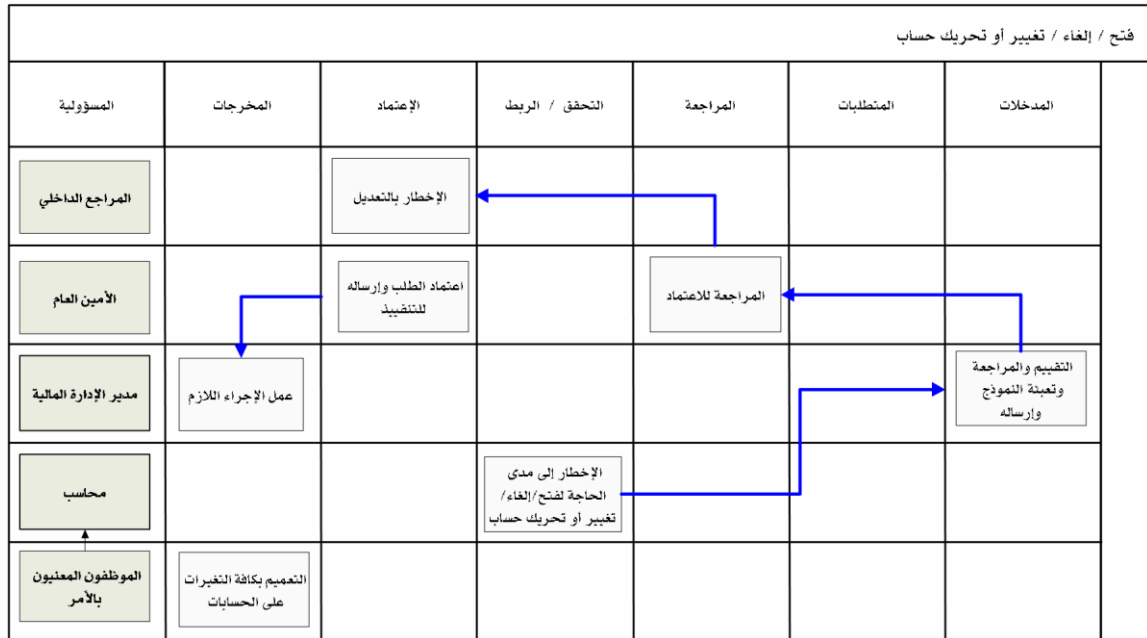 فتح / إلغاء / تغيير أو تحريك حساب
المدخلات
المتطلبات
المراجعة
التحقق / الربط
الإعتماد
المخرجات
المسؤولية
الإخطار بالتعديل
المراجع الداخلي
المراجعة للاعتماد
اعتماد الطلب وإرساله
للتنفييذ
الأمين العام
التقييم والمراجعة
وتعبئة النموذج
وإرساله
عمل الإجراء اللازم
مدير الإدارة المالية
الإخطار إلى مدى
الحاجة لفتح/إلغاء/
تغيير أو تحريك حساب
محاسب
التعميم بكافة التغيرات
على الحسابات
الموظفون المعنيون
بالأمر